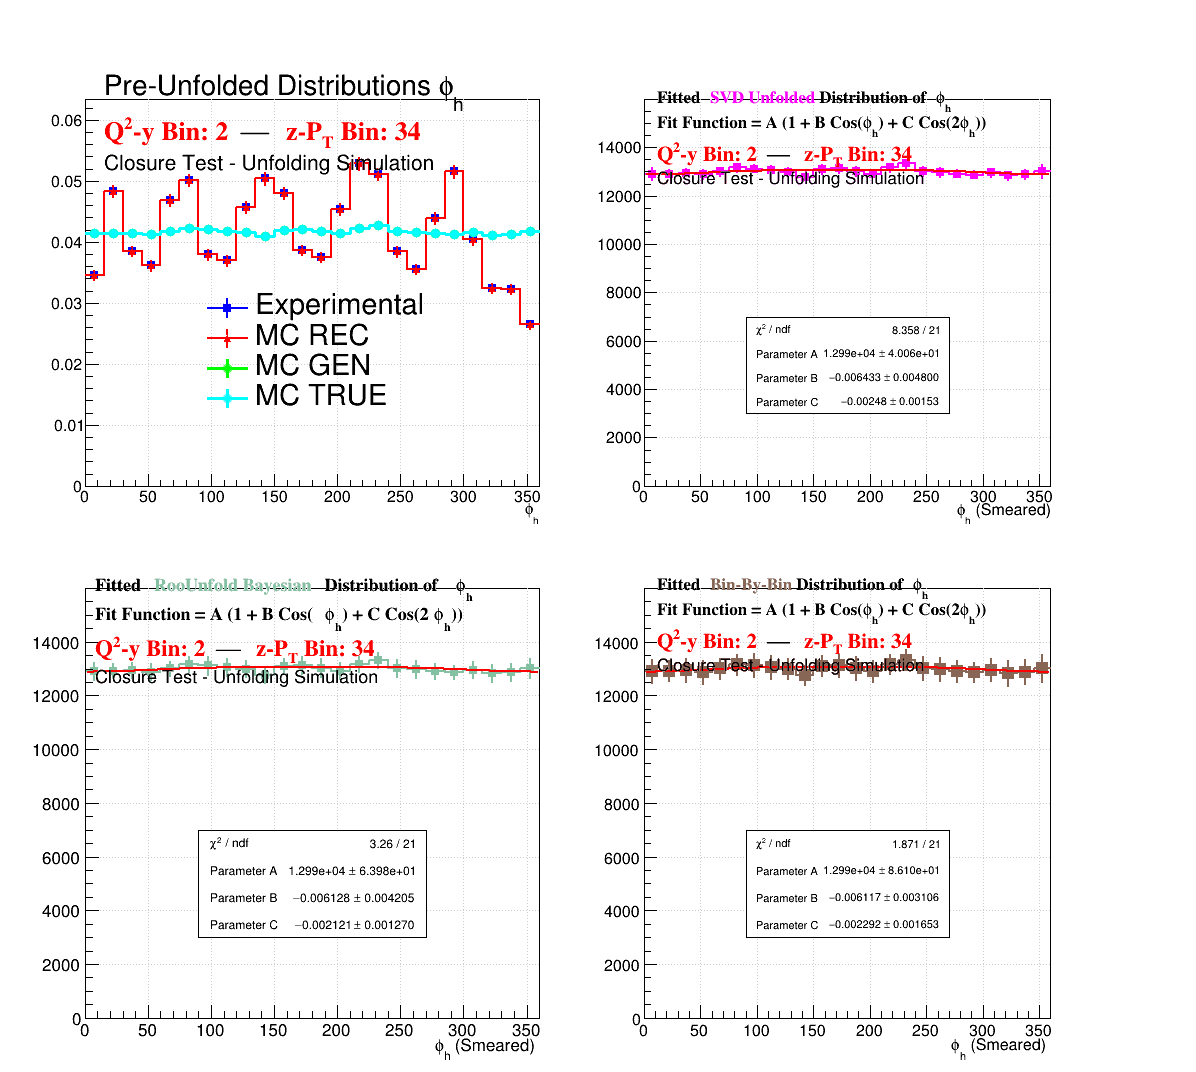 Pre-Unfolded Distributions ϕh
Q²-y Bin: 2 — z-PT Bin: 34
Closure Test - Unfolding Simulation
0.06
0.05
0.04
0.03
0.02
0.01
0
Experimental
MC REC
MC GEN
MC TRUE
0 50 100 150 200 250 300 350
ϕh
Fitted SVD Unfolded Distribution of ϕh
Fit Function = A (1 + B Cos(ϕh) + C Cos(2ϕh))
Q²-y Bin: 2 — z-PT Bin: 34
Closure Test - Unfolding Simulation
14000
12000
10000
8000
6000
4000
2000
0
χ² / ndf 8.358 / 21
Parameter A 1.299e+04 ± 4.006e+01
Parameter B −0.006433 ± 0.004800
Parameter C −0.00248 ± 0.00153
0 50 100 150 200 250 300 350
ϕh (Smeared)
Fitted RooUnfold Bayesian Distribution of ϕh
Fit Function = A (1 + B Cos( ϕh) + C Cos(2 ϕh))
Q²-y Bin: 2 — z-PT Bin: 34
Closure Test - Unfolding Simulation
14000
12000
10000
8000
6000
4000
2000
0
χ² / ndf 3.26 / 21
Parameter A 1.299e+04 ± 6.398e+01
Parameter B −0.006128 ± 0.004205
Parameter C −0.002121 ± 0.001270
0 50 100 150 200 250 300 350
ϕh (Smeared)
Fitted Bin-By-Bin Distribution of ϕh
Fit Function = A (1 + B Cos(ϕh) + C Cos(2ϕh))
Q²-y Bin: 2 — z-PT Bin: 34
Closure Test - Unfolding Simulation
14000
12000
10000
8000
6000
4000
2000
0
χ² / ndf 1.871 / 21
Parameter A 1.299e+04 ± 8.610e+01
Parameter B −0.006117 ± 0.003106
Parameter C −0.002292 ± 0.001653
0 50 100 150 200 250 300 350
ϕh (Smeared)